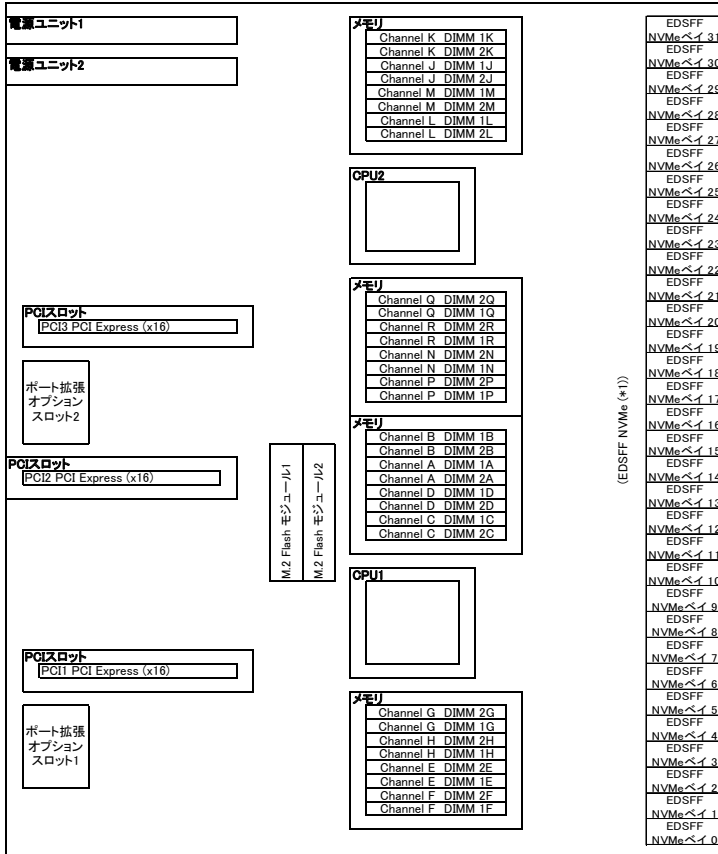 電源ユニット1
電源ユニット2
メモリ
Channel K DIMM 1K
Channel K DIMM 2K
Channel J DIMM 1J
Channel J DIMM 2J
Channel M DIMM 1M
Channel M DIMM 2M
Channel L DIMM 1L
Channel L DIMM 2L
CPU2
メモリ
Channel Q DIMM 2Q
Channel Q DIMM 1Q
Channel R DIMM 2R
Channel R DIMM 1R
Channel N DIMM 2N
Channel N DIMM 1N
Channel P DIMM 2P
Channel P DIMM 1P
PCIスロット
PCI3 PCI Express (x16)
ポート拡張
オプション
スロット2
PCIスロット
PCI2 PCI Express (x16)
M.2 Flash モジュール1
M.2 Flash モジュール2
メモリ
Channel B DIMM 1B
Channel B DIMM 2B
Channel A DIMM 1A
Channel A DIMM 2A
Channel D DIMM 1D
Channel D DIMM 2D
Channel C DIMM 1C
Channel C DIMM 2C
CPU1
PCIスロット
PCI1 PCI Express (x16)
ポート拡張
オプション
スロット1
メモリ
Channel G DIMM 2G
Channel G DIMM 1G
Channel H DIMM 2H
Channel H DIMM 1H
Channel E DIMM 2E
Channel E DIMM 1E
Channel F DIMM 2F
Channel F DIMM 1F
(EDSFF NVMe (*1))
EDSFF
NVMeベイ 31
EDSFF
NVMeベイ 30
EDSFF
NVMeベイ 29
EDSFF
NVMeベイ 28
EDSFF
NVMeベイ 27
EDSFF
NVMeベイ 26
EDSFF
NVMeベイ 25
EDSFF
NVMeベイ 24
EDSFF
NVMeベイ 23
EDSFF
NVMeベイ 22
EDSFF
NVMeベイ 21
EDSFF
NVMeベイ 20
EDSFF
NVMeベイ 19
EDSFF
NVMeベイ 18
EDSFF
NVMeベイ 17
EDSFF
NVMeベイ 16
EDSFF
NVMeベイ 15
EDSFF
NVMeベイ 14
EDSFF
NVMeベイ 13
EDSFF
NVMeベイ 12
EDSFF
NVMeベイ 11
EDSFF
NVMeベイ 10
EDSFF
NVMeベイ 9
EDSFF
NVMeベイ 8
EDSFF
NVMeベイ 7
EDSFF
NVMeベイ 6
EDSFF
NVMeベイ 5
EDSFF
NVMeベイ 4
EDSFF
NVMeベイ 3
EDSFF
NVMeベイ 2
EDSFF
NVMeベイ 1
EDSFF
NVMeベイ 0